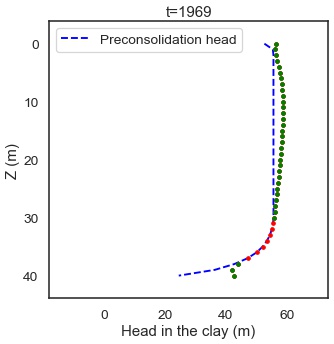 t=1969
Preconsolidation head
0
10
20
30
40
Z (m)
0 20 40 60
Head in the clay (m)